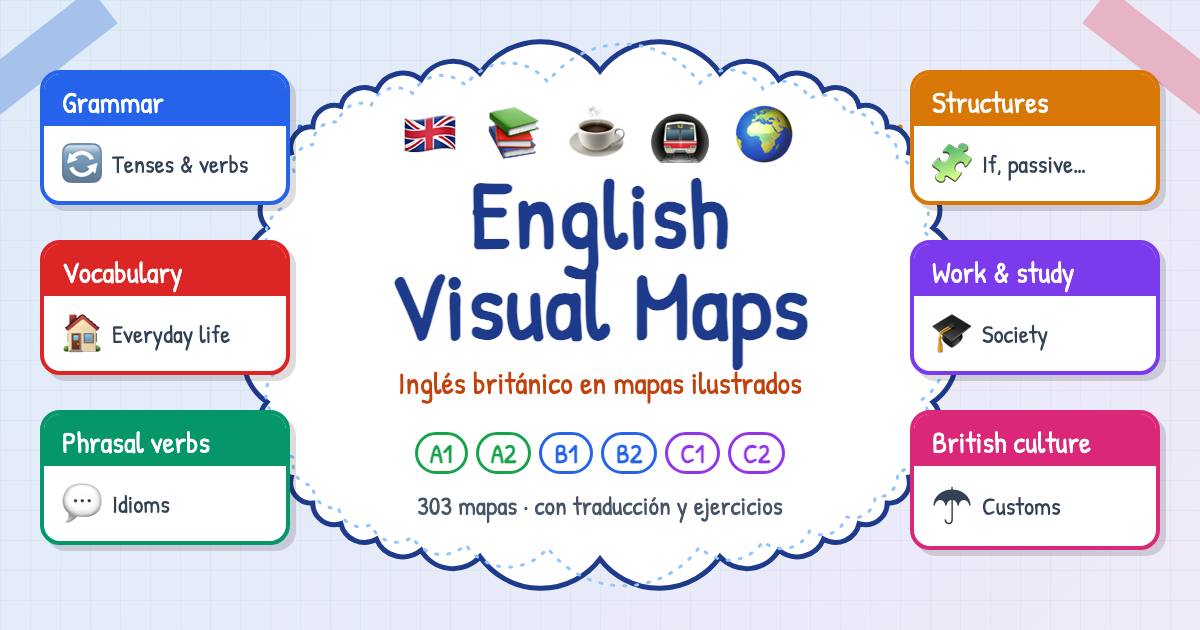 Grammar
Tenses & verbs
Vocabulary
Everyday life
Phrasal verbs
Idioms
English
Visual Maps
Inglés británico en mapas ilustrados
A1 A2 B1 B2 C1 C2
303 mapas · con traducción y ejercicios
Structures
If, passive...
Work & study
Society
British culture
Customs